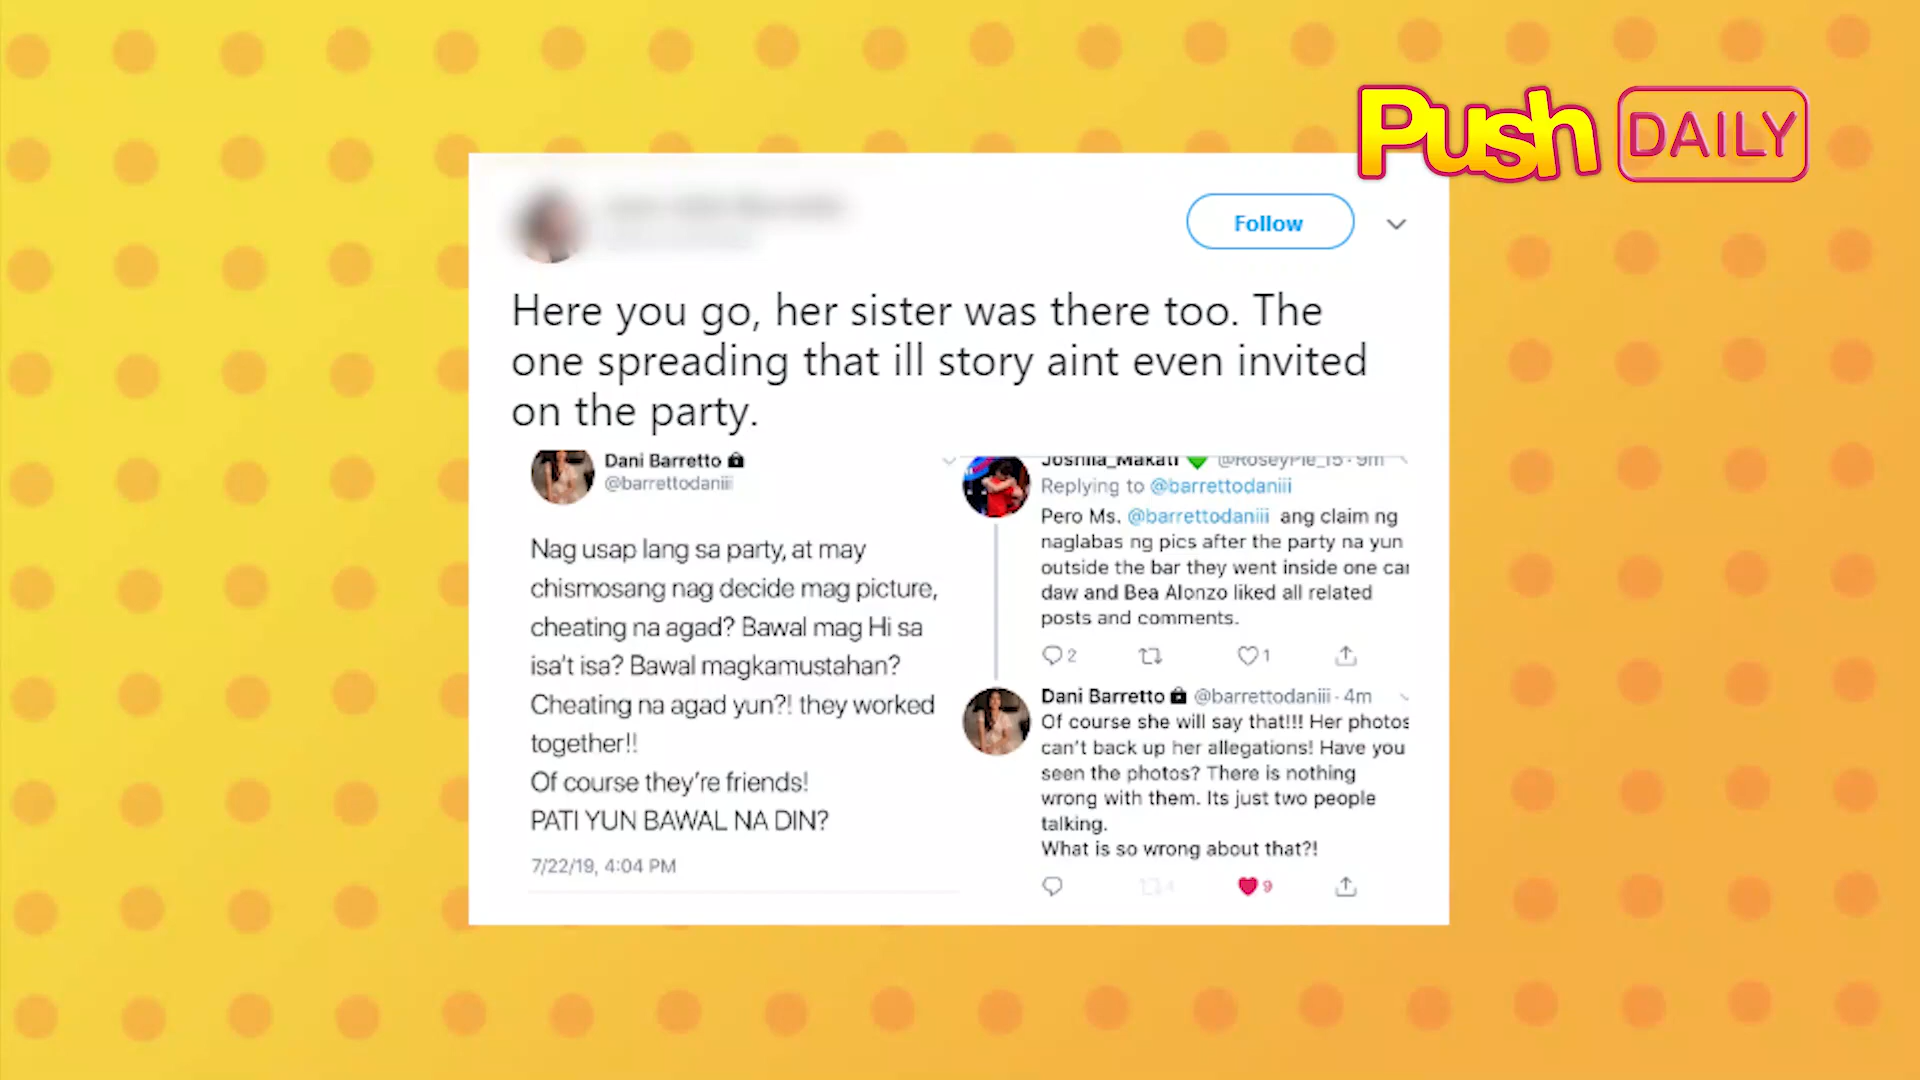 Push DAILY
Follow
Here you go, her sister was there too. The
one spreading that ill story aint even invited
on the party.
Dani Barretto
@barrettodaniii
Nag usap lang sa party, at may
chismosang nag decide mag picture,
cheating na agad? Bawal mag Hi sa
isa't isa? Bawal magkamustahan?
Cheating na agad yun?! they worked
together!!
Of course they're friends!
PATI YUN BAWAL NA DIN?
7/22/19, 4:04 PM
Joshlia_Makati @RoseyPie_15 · 9m
Replying to @barrettodaniii
Pero Ms. @barrettodaniii ang claim ng
naglabas ng pics after the party na yun
outside the bar they went inside one car
daw and Bea Alonzo liked all related
posts and comments.
2 1
Dani Barretto @barrettodaniii · 4m
Of course she will say that!!! Her photos
can't back up her allegations! Have you
seen the photos? There is nothing
wrong with them. Its just two people
talking.
What is so wrong about that?!
4 9